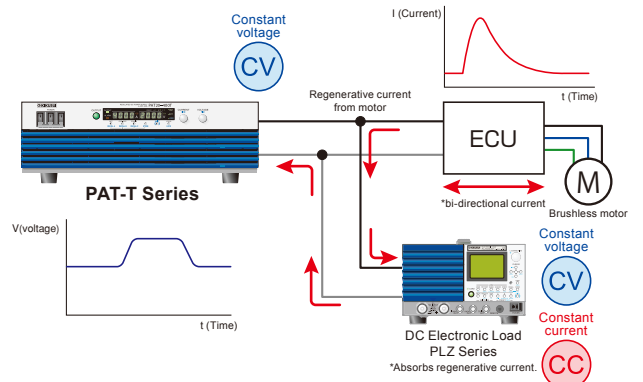 Constant
voltage
CV
I (Current)
t (Time)
Regenerative current
from motor
ECU
*bi-directional current
M
Brushless motor
PAT-T Series
V(voltage)
t (Time)
Constant
voltage
CV
Constant
current
CC
DC Electronic Load
PLZ Series
*Absorbs regenerative current.